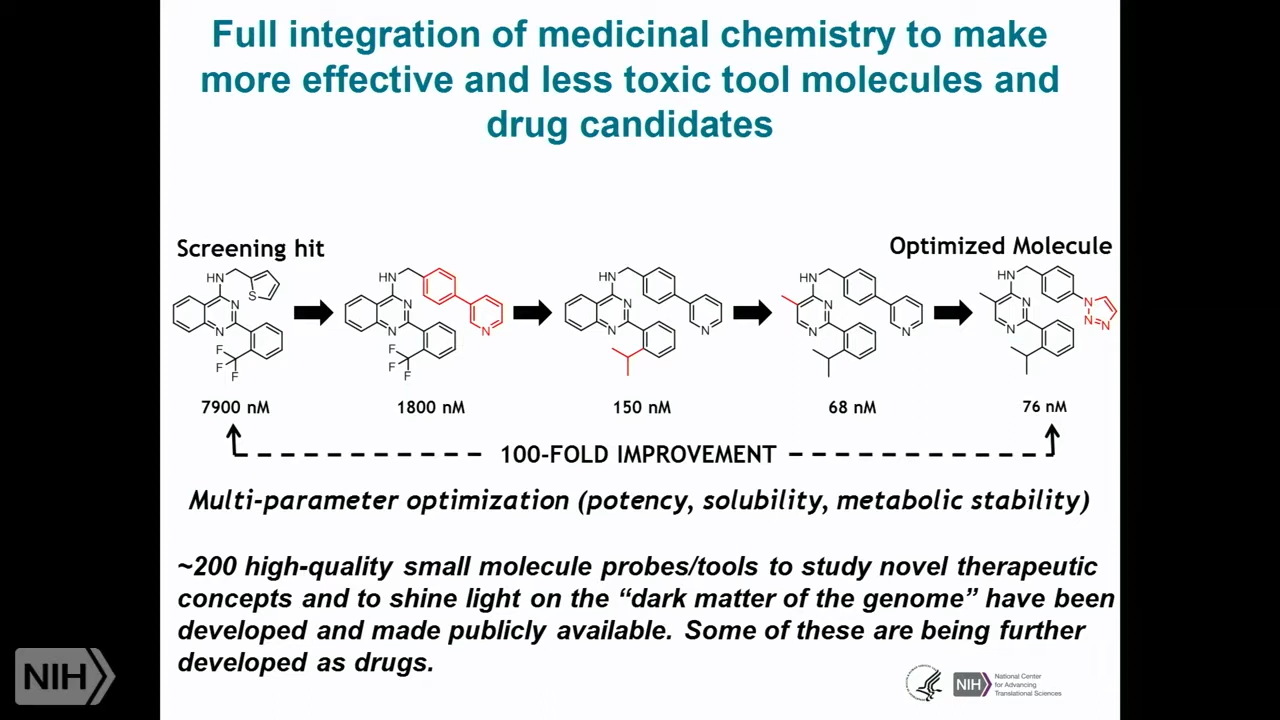 Full integration of medicinal chemistry to make
more effective and less toxic tool molecules and
drug candidates
Screening hit
Optimized Molecule
HN
S
N
N
F
F
F
HN
N
N
N
F
F
F
HN
N
N
N
HN
N
N
N
HN
N
N
N
N=N
7900 nM
1800 nM
150 nM
68 nM
76 nM
100-FOLD IMPROVEMENT
Multi-parameter optimization (potency, solubility, metabolic stability)
~200 high-quality small molecule probes/tools to study novel therapeutic
concepts and to shine light on the “dark matter of the genome” have been
developed and made publicly available. Some of these are being further
developed as drugs.
NIH
NIH
National Center
for Advancing
Translational Sciences